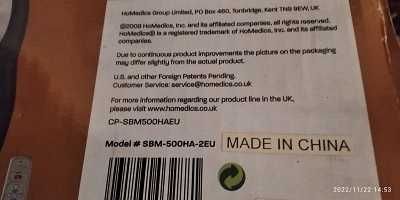 HoMedics Group Limited, PO Box 460, Tonbridge, Kent TN9 9EW, UK
©2008 HoMedics, Inc. and its affiliated companies, all rights reserved.
HoMedics® is a registered trademark of HoMedics, Inc. and its affiliated
companies.
Due to continuous product improvements the picture on the packaging
may differ slightly from the actual product.
U.S. and other Foreign Patents Pending.
Customer Service: service@homedics.co.uk
For more information regarding our product line in the UK,
please visit www.homedics.co.uk
CP-SBM500HAEU
Model # SBM-500HA-2EU
MADE IN CHINA
2022/11/22 14:53